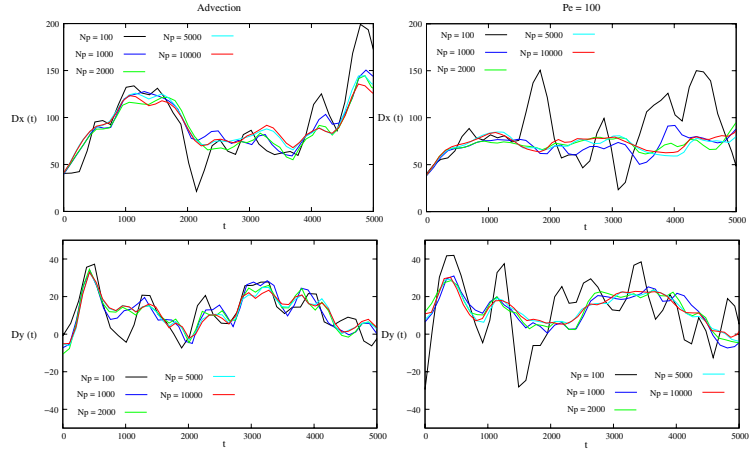 Advection
Pe = 100
200
150
100
50
0
Dx (t)
Np = 100
Np = 5000
Np =1000
Np = 10000
Np = 2000
0
1000
2000
3000
4000
5000
t
200
150
100
50
0
Dx (t)
Np = 100
Np = 5000
Np = 1000
Np = 10000
Np = 2000
0
1000
2000
3000
4000
5000
t
40
20
0
−20
−40
Dy (t)
Np = 100
Np = 5000
Np = 1000
Np = 10000
Np = 2000
0
1000
2000
3000
4000
5000
t
40
20
0
−20
−40
Dy (t)
Np = 100
Np = 5000
Np = 1000
Np = 10000
Np = 2000
0
1000
2000
3000
4000
5000
t